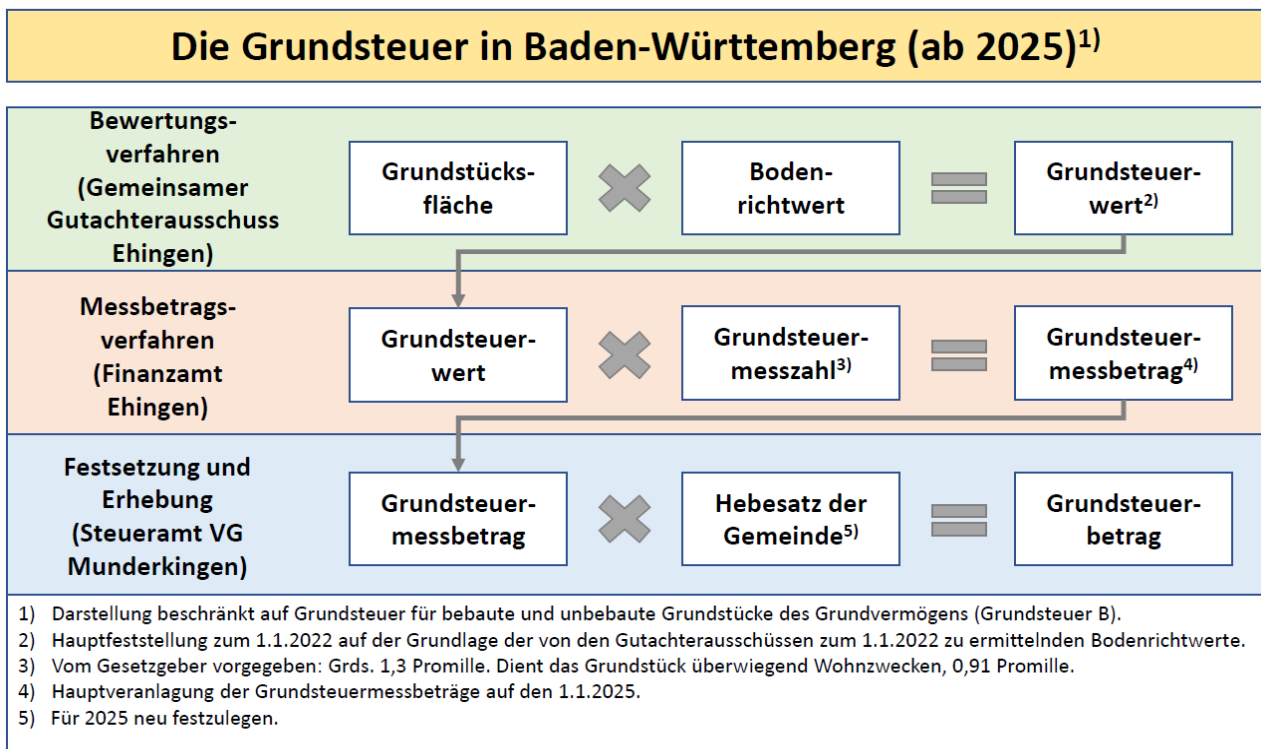 Die Grundsteuer in Baden-Württemberg (ab 2025)1)
Bewertungs-
verfahren
(Gemeinsamer
Gutachterausschuss
Ehingen)
Grundstücks-
fläche
Boden-
richtwert
Grundsteuer-
wert2)
Messbetrags-
verfahren
(Finanzamt
Ehingen)
Grundsteuer-
wert
Grundsteuer-
messzahl3)
Grundsteuer-
messbetrag4)
Festsetzung und
Erhebung
(Steueramt VG
Munderkingen)
Grundsteuer-
messbetrag
Hebesatz der
Gemeinde5)
Grundsteuer-
betrag
1) Darstellung beschränkt auf Grundsteuer für bebaute und unbebaute Grundstücke des Grundvermögens (Grundsteuer B).
2) Hauptfeststellung zum 1.1.2022 auf der Grundlage der von den Gutachterausschüssen zum 1.1.2022 zu ermittelnden Bodenrichtwerte.
3) Vom Gesetzgeber vorgegeben: Grds. 1,3 Promille. Dient das Grundstück überwiegend Wohnzwecken, 0,91 Promille.
4) Hauptveranlagung der Grundsteuermessbeträge auf den 1.1.2025.
5) Für 2025 neu festzulegen.